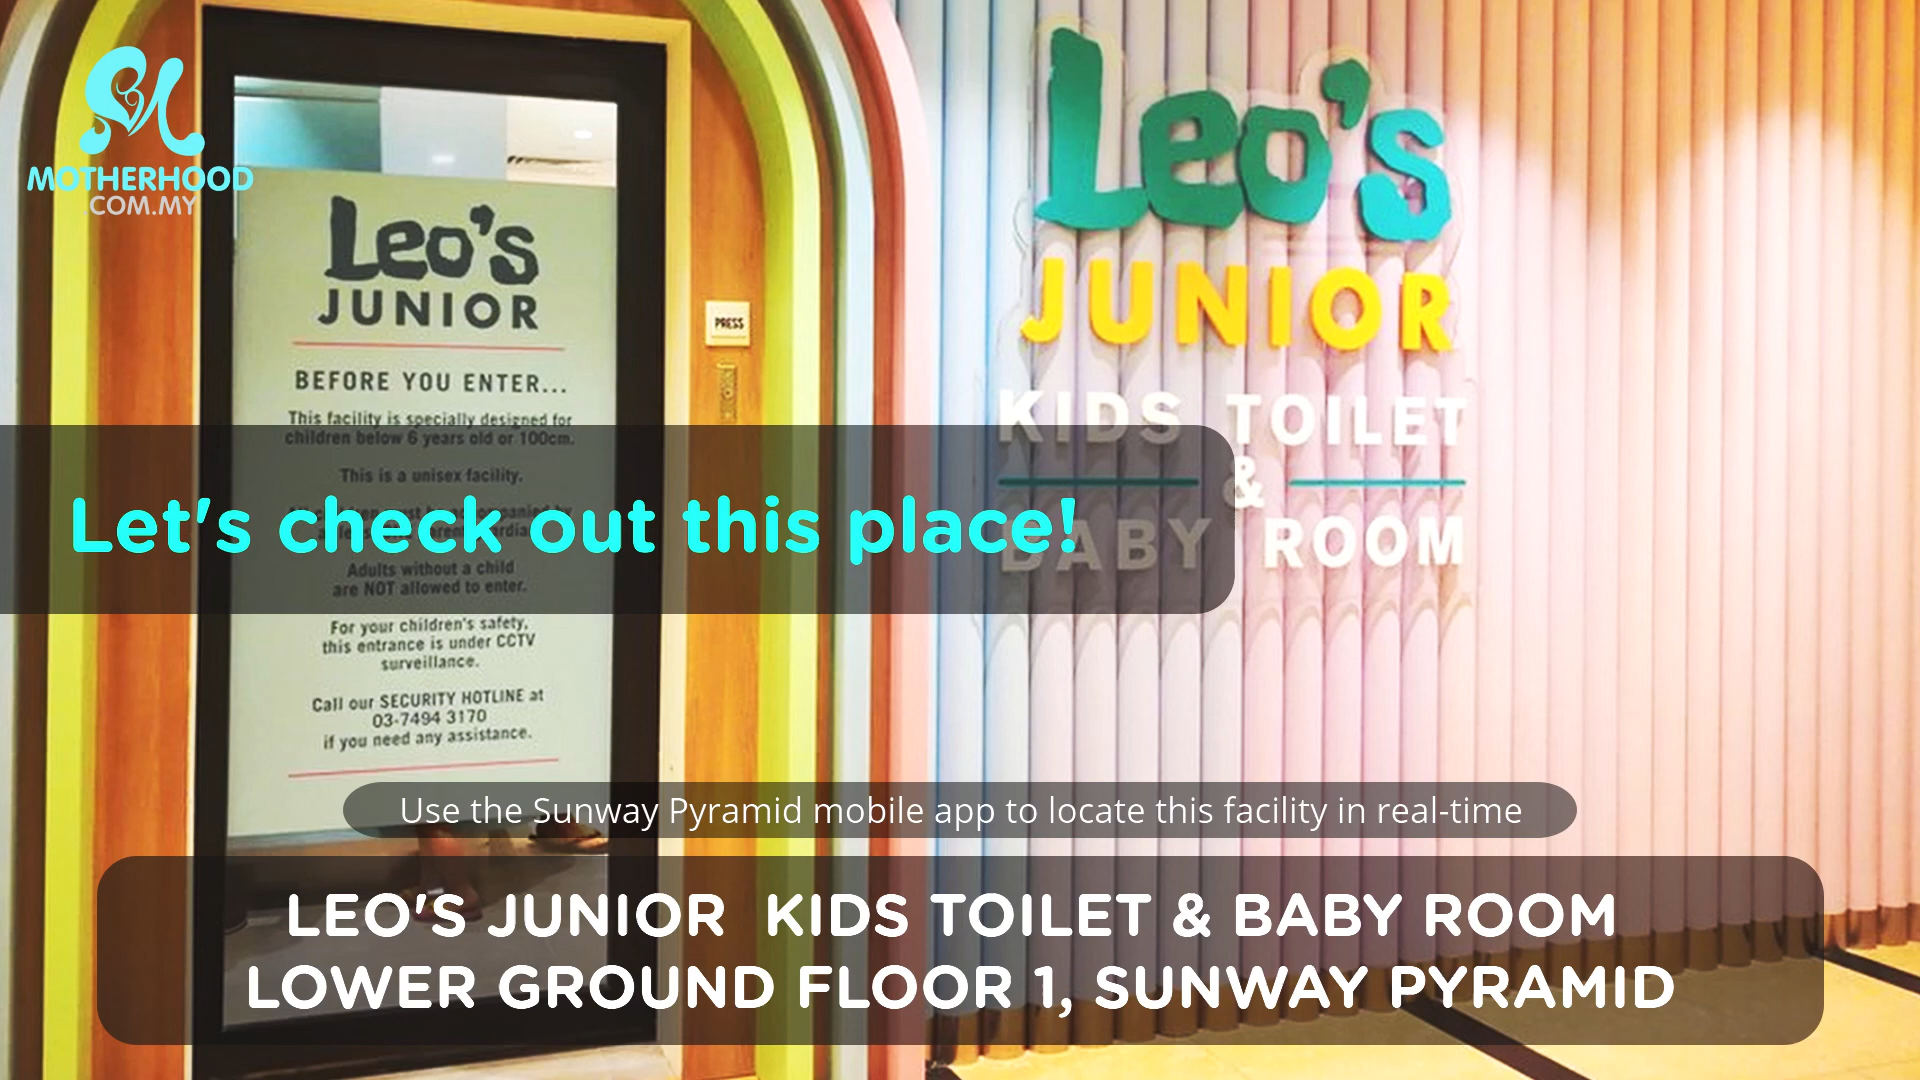 MOTHERHOOD
COM.MY
Leo's
JUNIOR
BEFORE YOU ENTER...
This facility is specially designed for
children below 6 years old or 100cm.
This is a unisex facility.
Adults without a child
are NOT allowed to enter.
For your children's safety,
this entrance is under CCTV
surveillance.
Call our SECURITY HOTLINE at
03-7494 3170
if you need any assistance.
PRESS
Leo's
JUNIOR
KIDS TOILET
&
BABY ROOM
Let's check out this place!
Use the Sunway Pyramid mobile app to locate this facility in real-time
LEO'S JUNIOR KIDS TOILET & BABY ROOM
LOWER GROUND FLOOR 1, SUNWAY PYRAMID